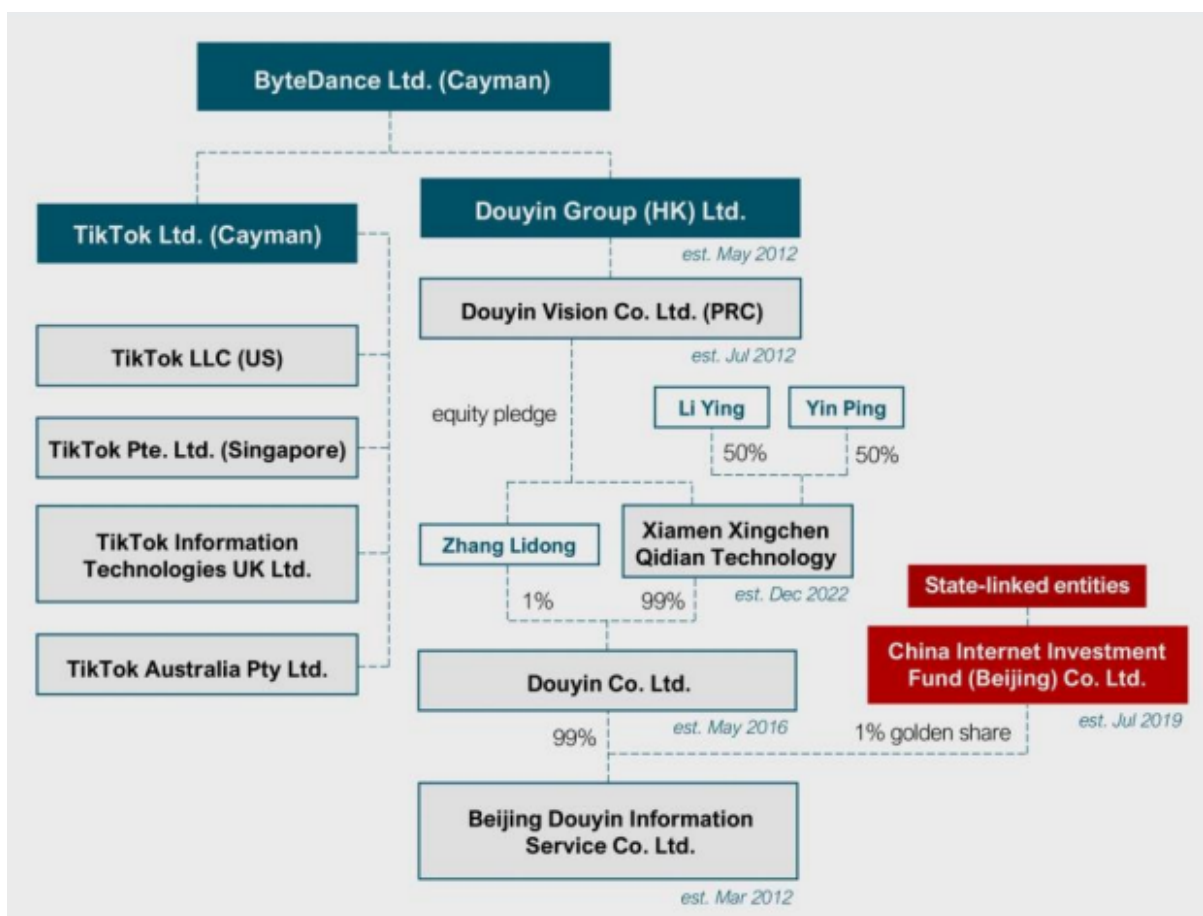 ByteDance Ltd. (Cayman)
TikTok Ltd. (Cayman)
Douyin Group (HK) Ltd.
est. May 2012
Douyin Vision Co. Ltd. (PRC)
est. Jul 2012
TikTok LLC (US)
TikTok Pte. Ltd. (Singapore)
TikTok Information
Technologies UK Ltd.
TikTok Australia Pty Ltd.
equity pledge
Li Ying
Yin Ping
50%
50%
Zhang Lidong
Xiamen Xingchen
Qidian Technology
est. Dec 2022
1%
99%
State-linked entities
China Internet Investment
Fund (Beijing) Co. Ltd.
est. Jul 2019
Douyin Co. Ltd.
est. May 2016
99%
1% golden share
Beijing Douyin Information
Service Co. Ltd.
est. Mar 2012